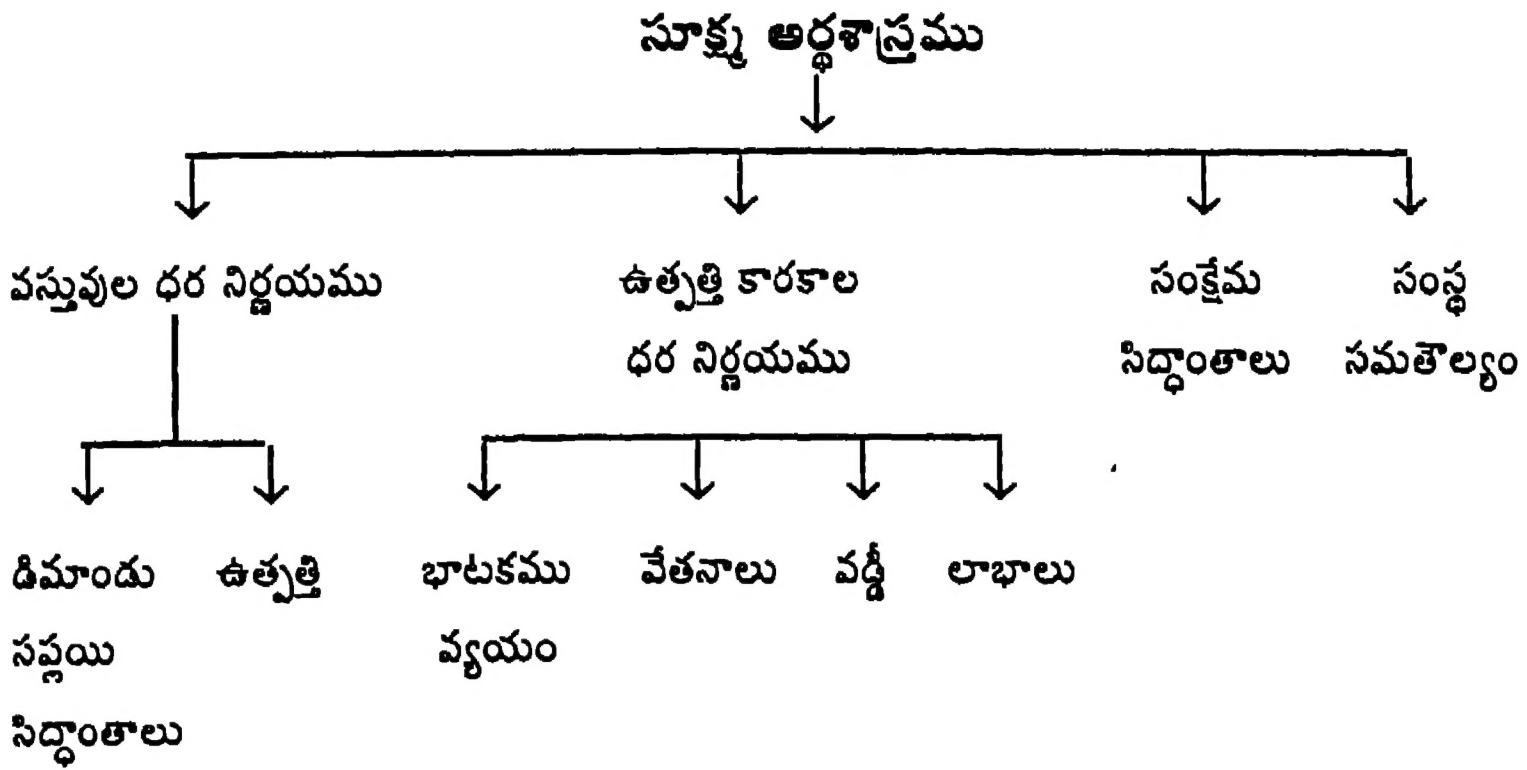 సూక్ష్మ అర్థశాస్త్రము
వస్తువుల ధర నిర్ణయము ఉత్పత్తి కారకాల సంక్షేమ సంస్థ
ధర నిర్ణయము సిద్ధాంతాలు సమతౌల్యం
డిమాండు ఉత్పత్తి భాటకము వేతనాలు వడ్డీ లాభాలు
సప్లయి వ్యయం
సిద్ధాంతాలు